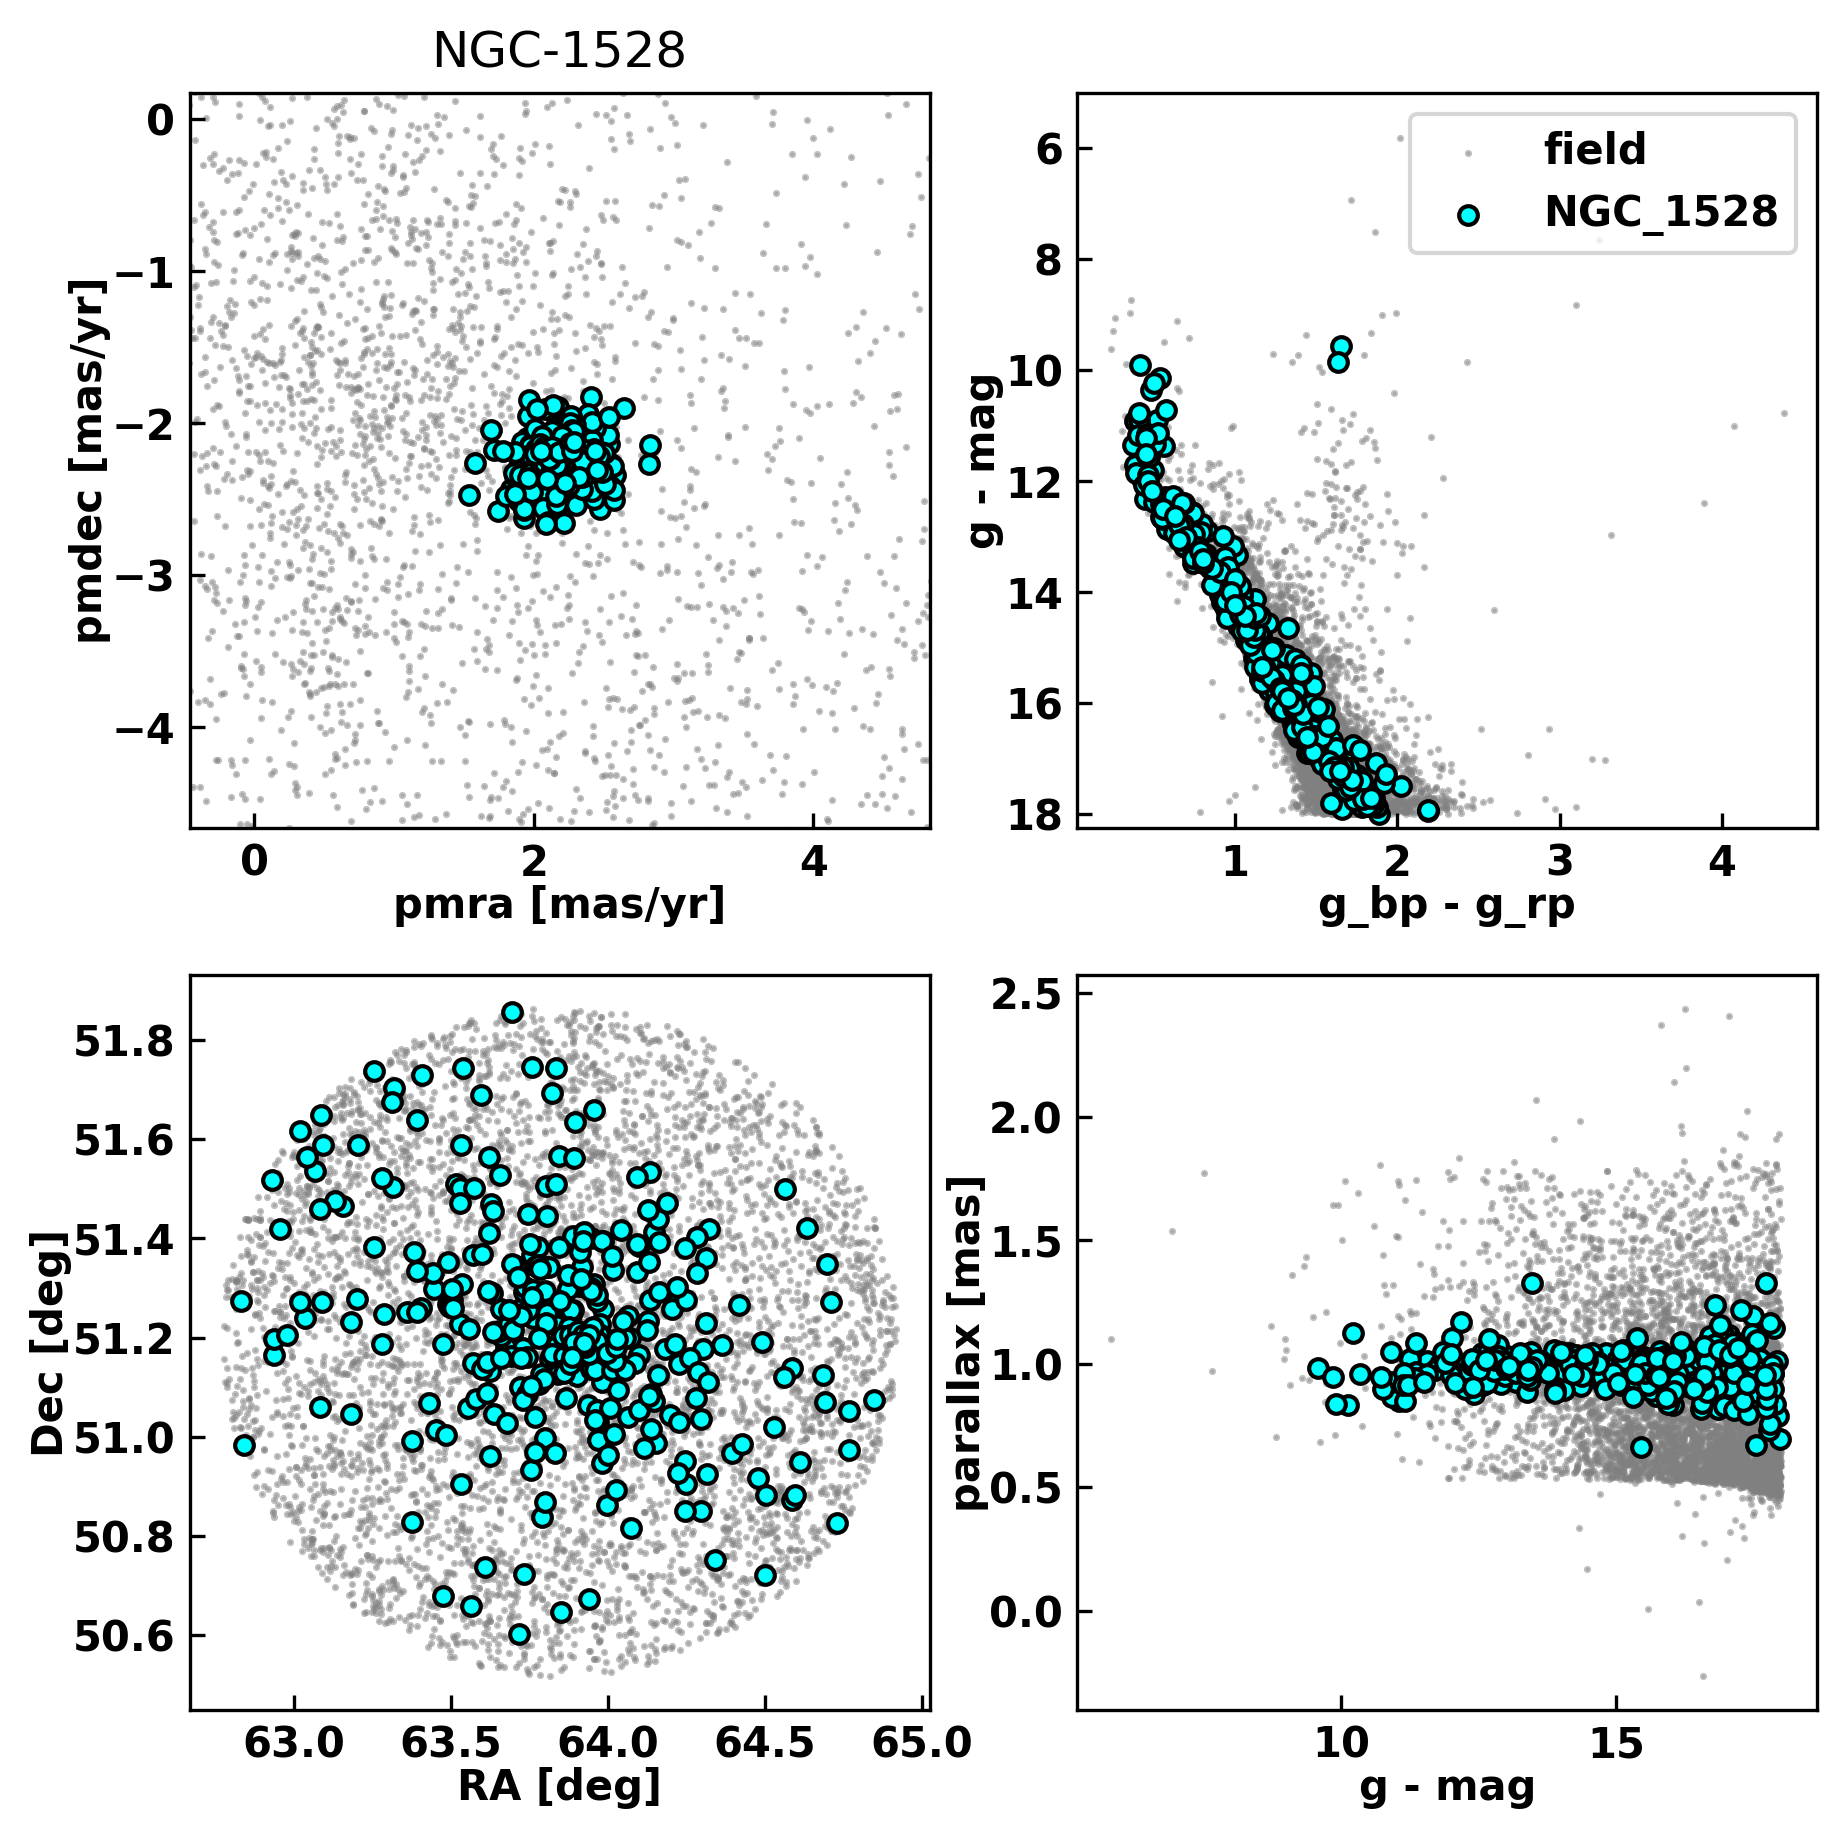 NGC-1528
0
−1
−2
−3
−4
pmdec [mas/yr]
0 2 4
pmra [mas/yr]
field
NGC_1528
6
8
10
12
14
16
18
g - mag
1 2 3 4
g_bp - g_rp
51.8
51.6
51.4
51.2
51.0
50.8
50.6
Dec [deg]
63.0 63.5 64.0 64.5 65.0
RA [deg]
2.5
2.0
1.5
1.0
0.5
0.0
parallax [mas]
10 15
g - mag